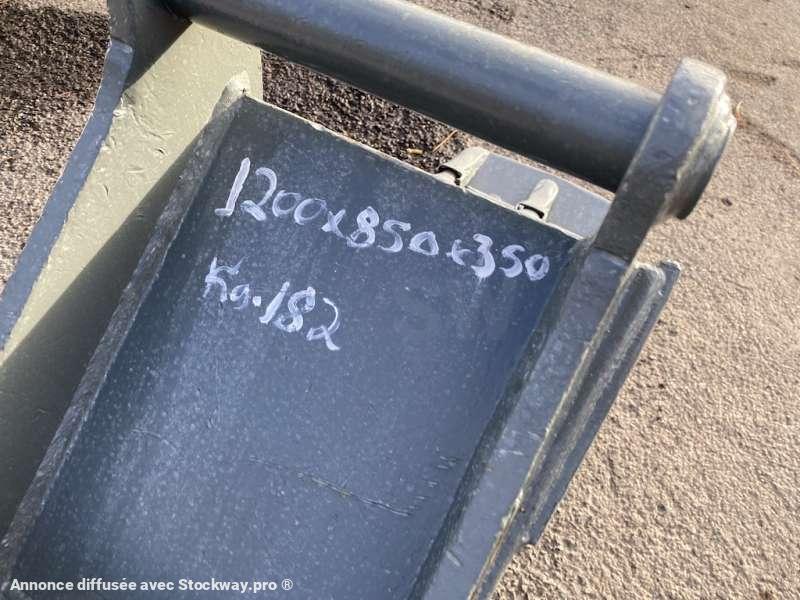 1200x850x350
Kg.182
Annonce diffusée avec Stockway.pro ®